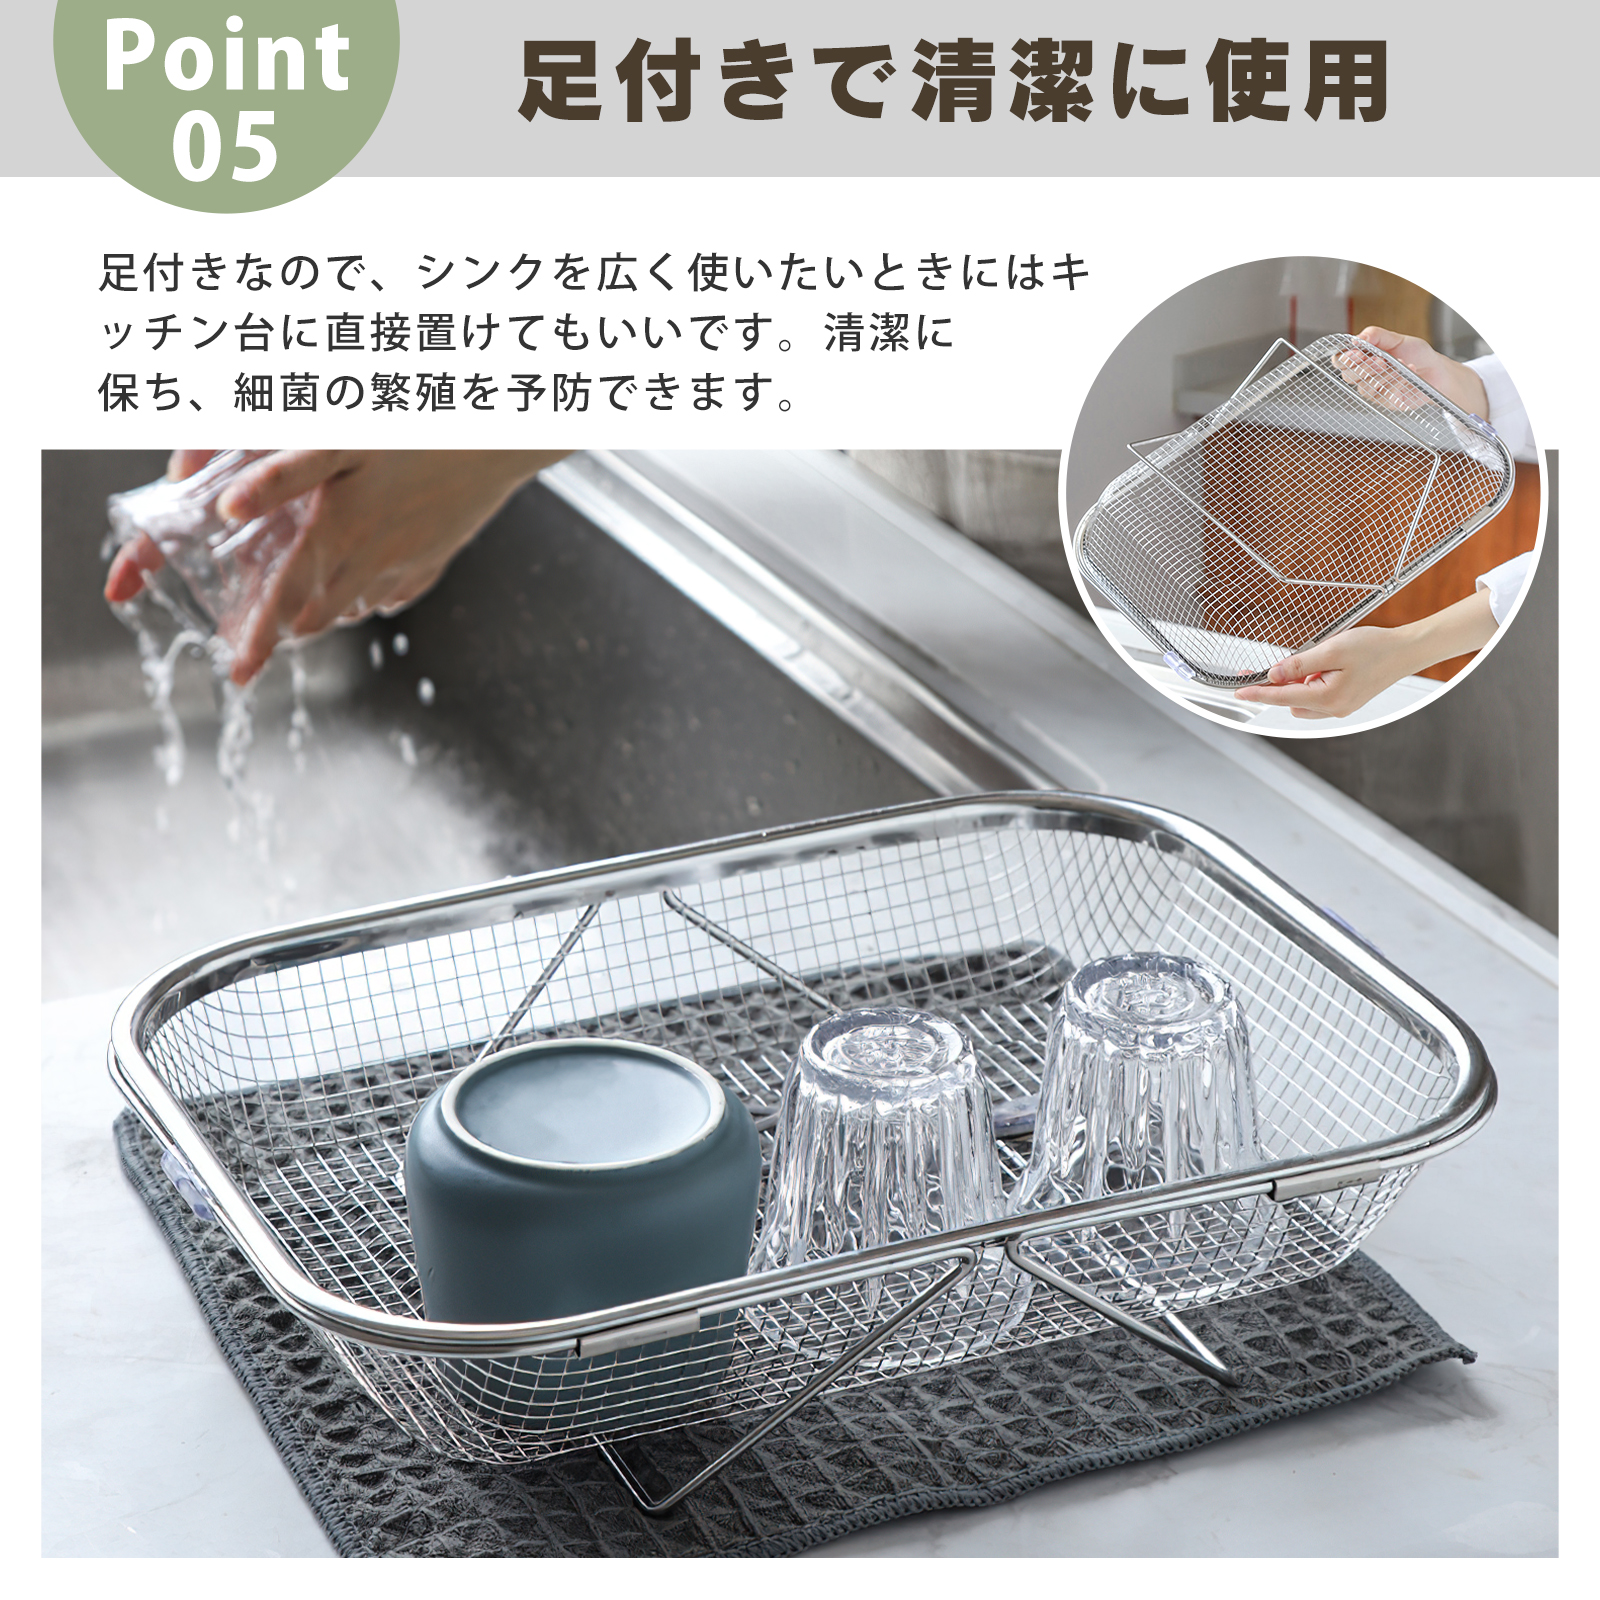 Point
05
足付きで清潔に使用
足付きなので、シンクを広く使いたいときにはキ
ッチン台に直接置けてもいいです。清潔に
保ち、細菌の繁殖を予防できます。